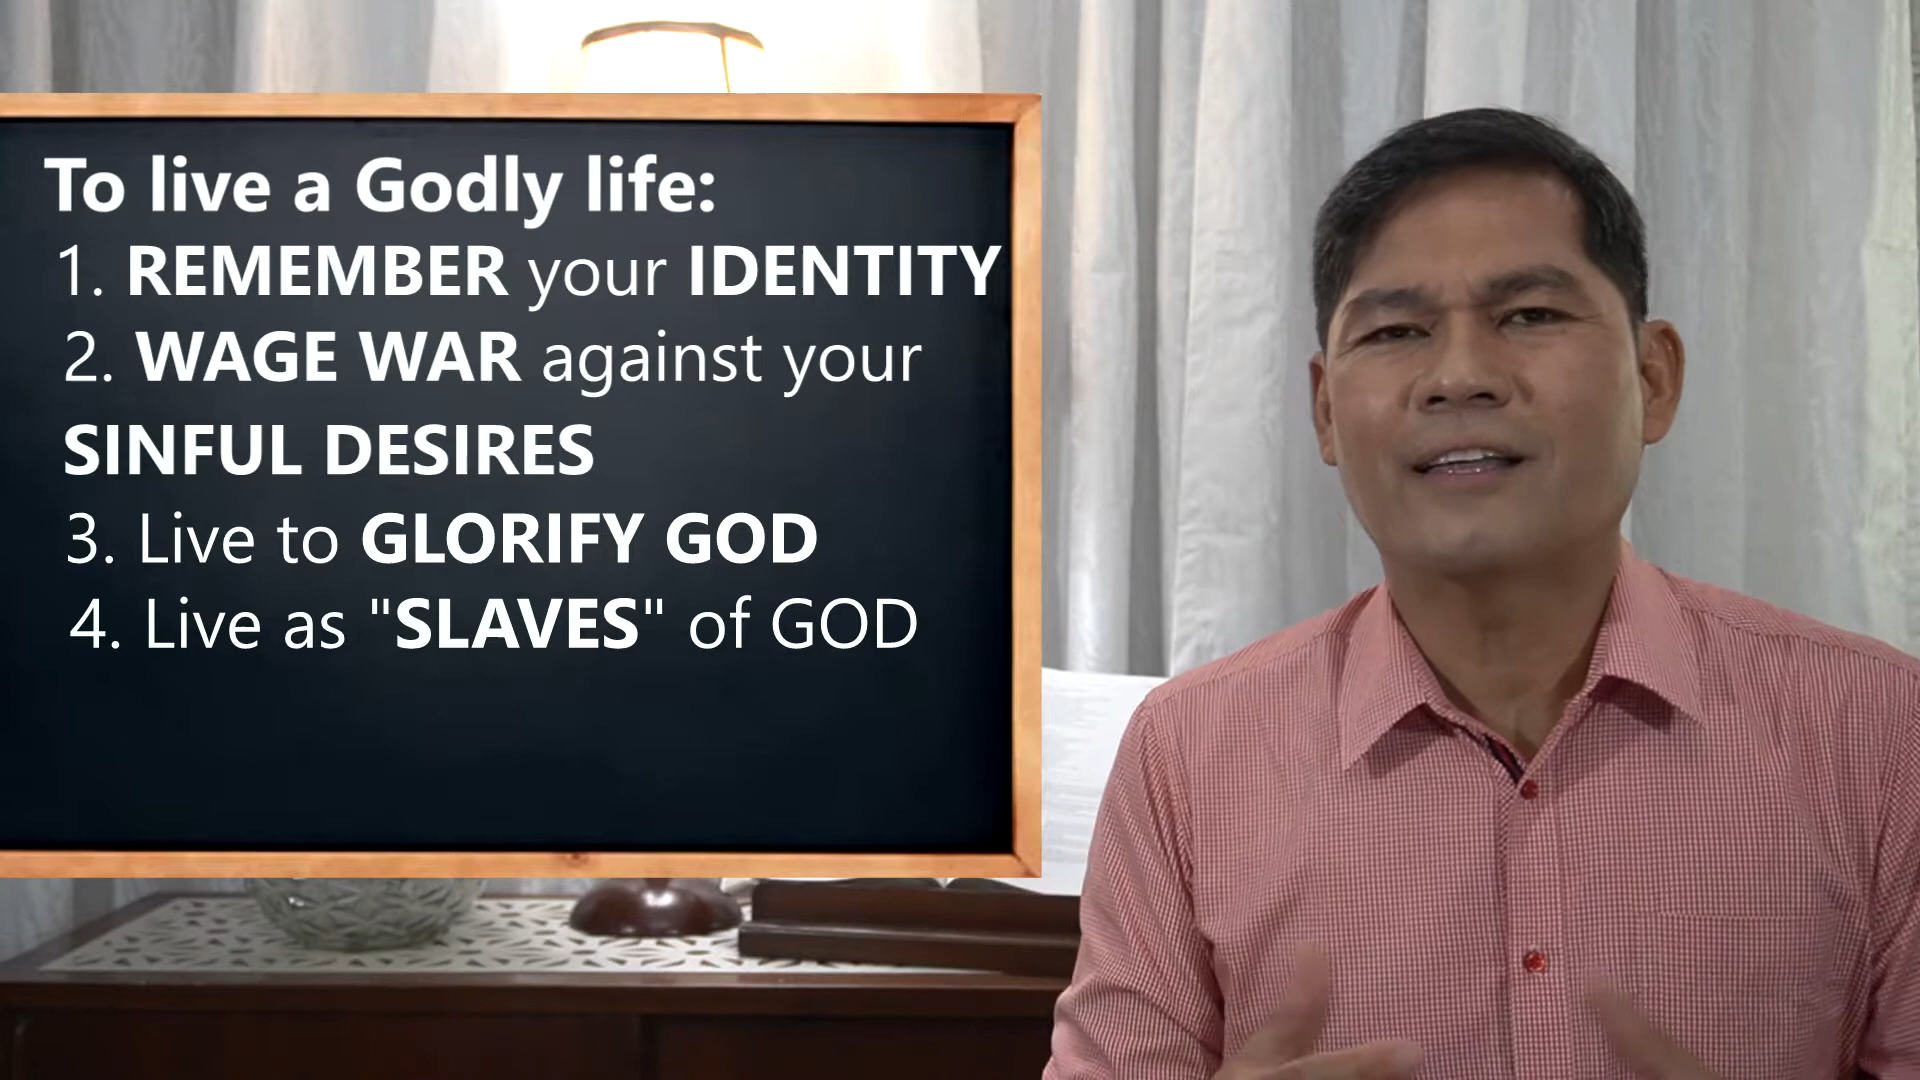 To live a Godly life:
1. REMEMBER your IDENTITY
2. WAGE WAR against your
SINFUL DESIRES
3. Live to GLORIFY GOD
4. Live as "SLAVES" of GOD